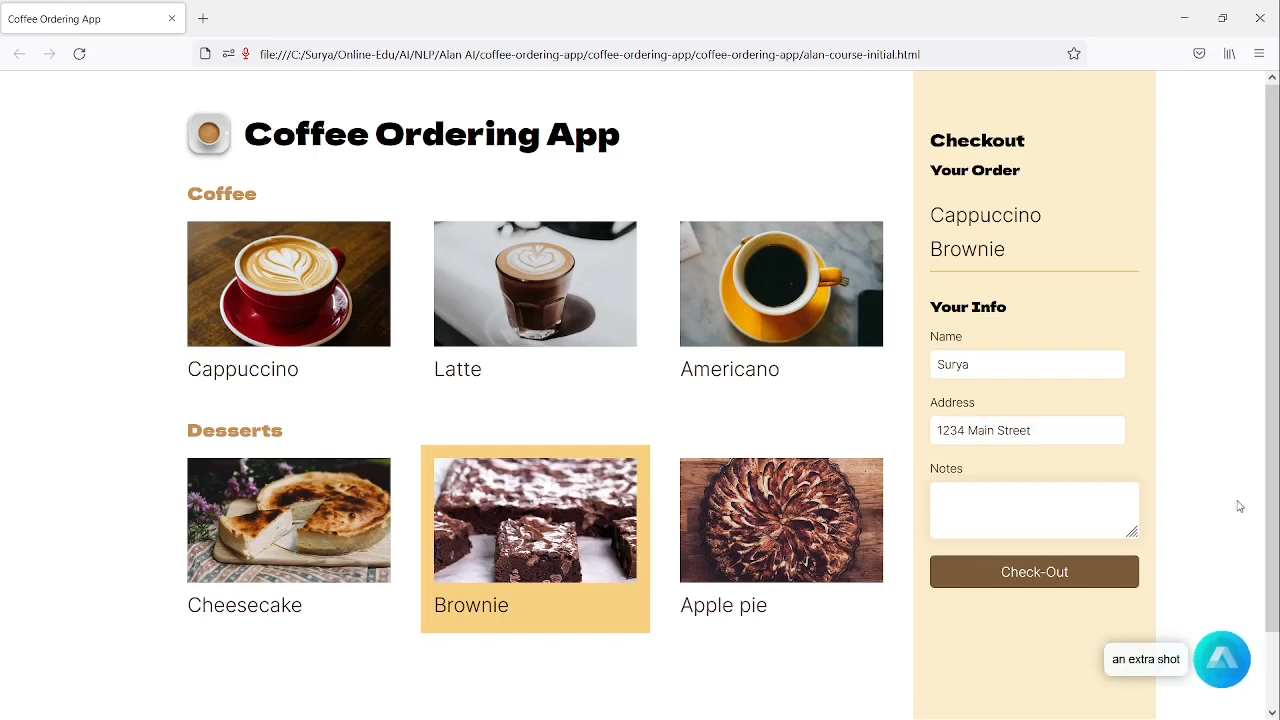 Coffee Ordering App
file:///C:/Surya/Online-Edu/AI/NLP/Alan AI/coffee-ordering-app/coffee-ordering-app/coffee-ordering-app/alan-course-initial.html
Coffee Ordering App
Coffee
Cappuccino
Latte
Americano
Desserts
Cheesecake
Brownie
Apple pie
Checkout
Your Order
Cappuccino
Brownie
Your Info
Name
Surya
Address
1234 Main Street
Notes
Check-Out
an extra shot